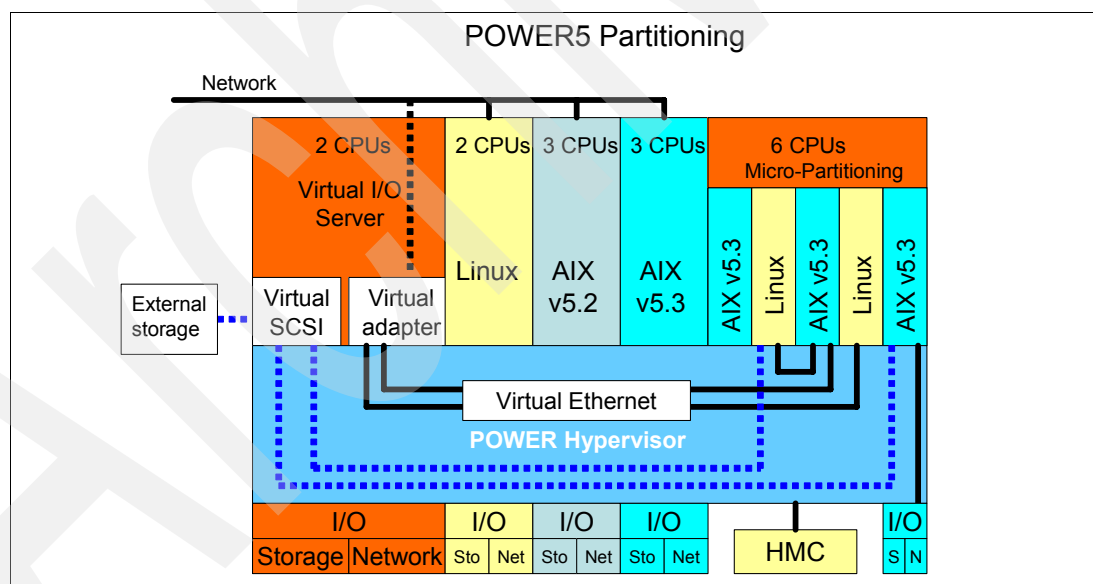 POWER5 Partitioning
Network
2 CPUs
Virtual I/O
Server
2 CPUs
3 CPUs
3 CPUs
6 CPUs
Micro-Partitioning
Linux
AIX
v5.2
AIX
v5.3
AIX v5.3
Linux
AIX v5.3
Linux
AIX v5.3
External
storage
Virtual
SCSI
Virtual
adapter
Virtual Ethernet
POWER Hypervisor
I/O
I/O
I/O
I/O
I/O
Storage
Network
Sto
Net
Sto
Net
Sto
Net
HMC
S
N